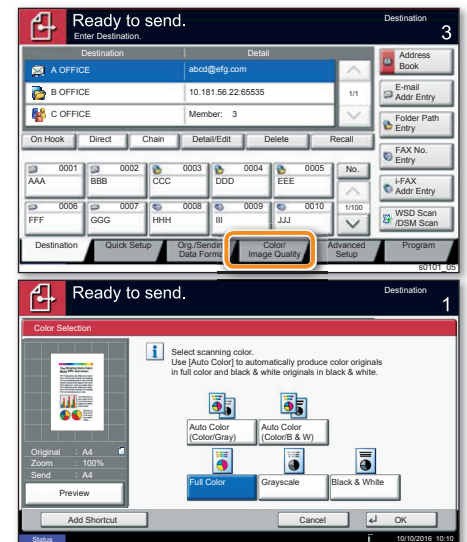 Ready to send.
Enter Destination.
Destination
3
Destination Detail
A OFFICE abcd@efg.com
B OFFICE 10.181.56.22:65535 1/1
C OFFICE Member: 3
On Hook Direct Chain Detail/Edit Delete Recall
0001 0002 0003 0004 0005 No.
AAA BBB CCC DDD EEE
0006 0007 0008 0009 0010 1/100
FFF GGG HHH III JJJ
Address
Book
E-mail
Addr Entry
Folder Path
Entry
FAX No.
Entry
i-FAX
Addr Entry
WSD Scan
/DSM Scan
Destination
Quick Setup
Org./Sending
Data Format
Color/
Image Quality
Advanced
Setup
Program
s0101_05
Ready to send.
Destination
1
Color Selection
Select scanning color.
Use [Auto Color] to automatically produce color originals
in full color and black & white originals in black & white.
Auto Color
(Color/Gray)
Auto Color
(Color/B & W)
Full Color
Grayscale
Black & White
Original : A4
Zoom : 100%
Send : A4
Preview
Add Shortcut
Cancel
OK
Status
10/10/2016 10:10